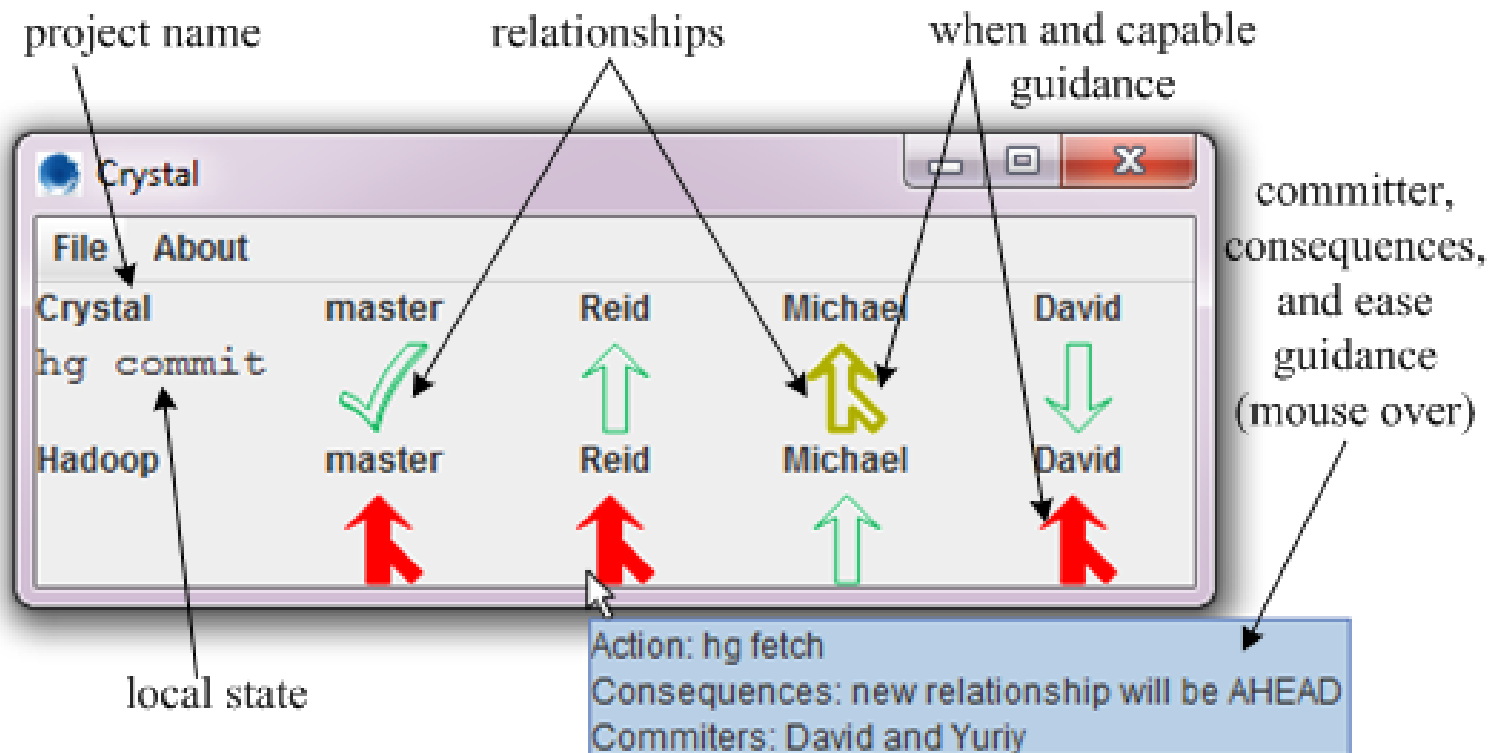 project name
relationships
when and capable
guidance
Crystal
committer,
consequences,
and ease
guidance
(mouse over)
File About
Crystal master Reid Michael David
hg commit
Hadoop master Reid Michael David
local state
Action: hg fetch
Consequences: new relationship will be AHEAD
Commiters: David and Yuriy